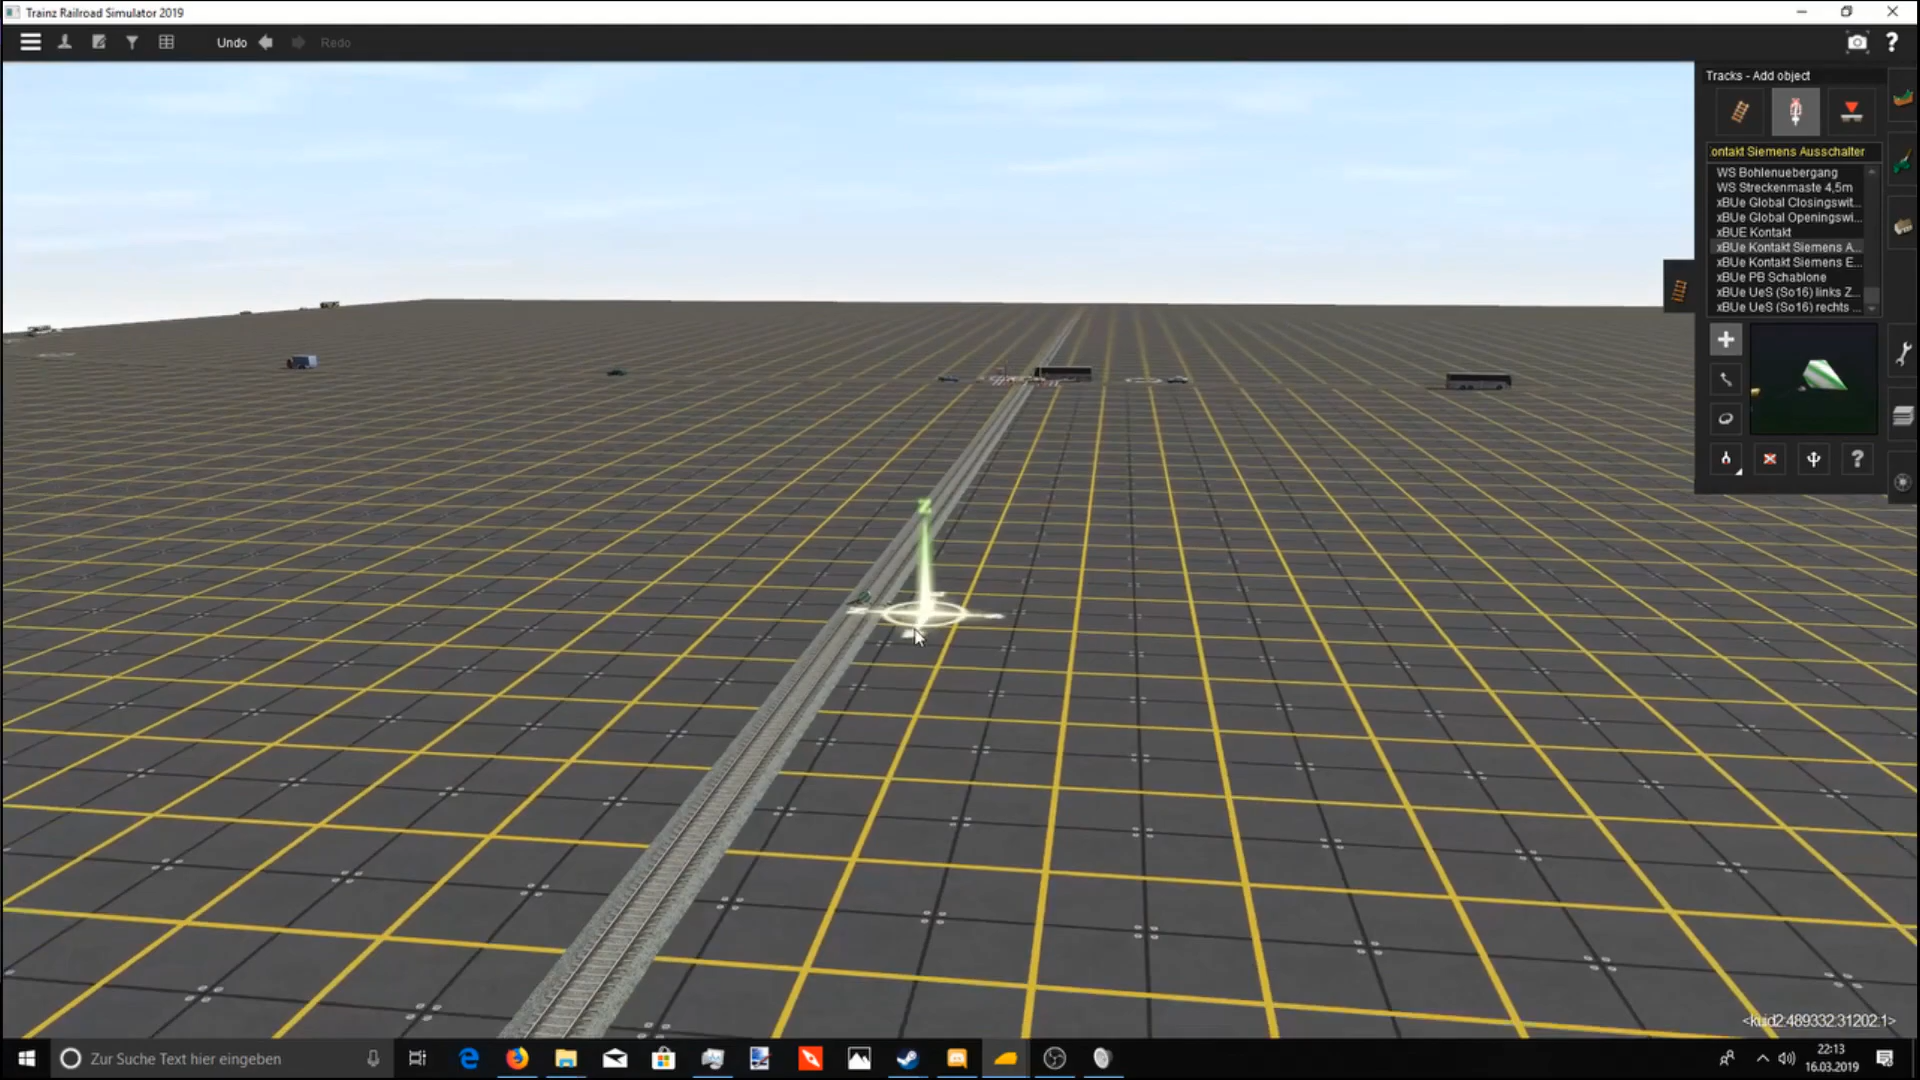 Trainz Railroad Simulator 2019
Undo
Redo
?
Tracks - Add object
ontakt Siemens Ausschalter
WS Bohlenuebergang
WS Streckenmaste 4,5m
xBUe Global Closingswit...
xBUe Global Openingswi...
xBUE Kontakt
xBUe Kontakt Siemens A...
xBUe Kontakt Siemens E...
xBUe PB Schablone
xBUe UeS (So16) links Z...
xBUe UeS (So16) rechts ...
?
<kuid2:489332:31202:1>
Zur Suche Text hier eingeben
22:13
16.03.2019